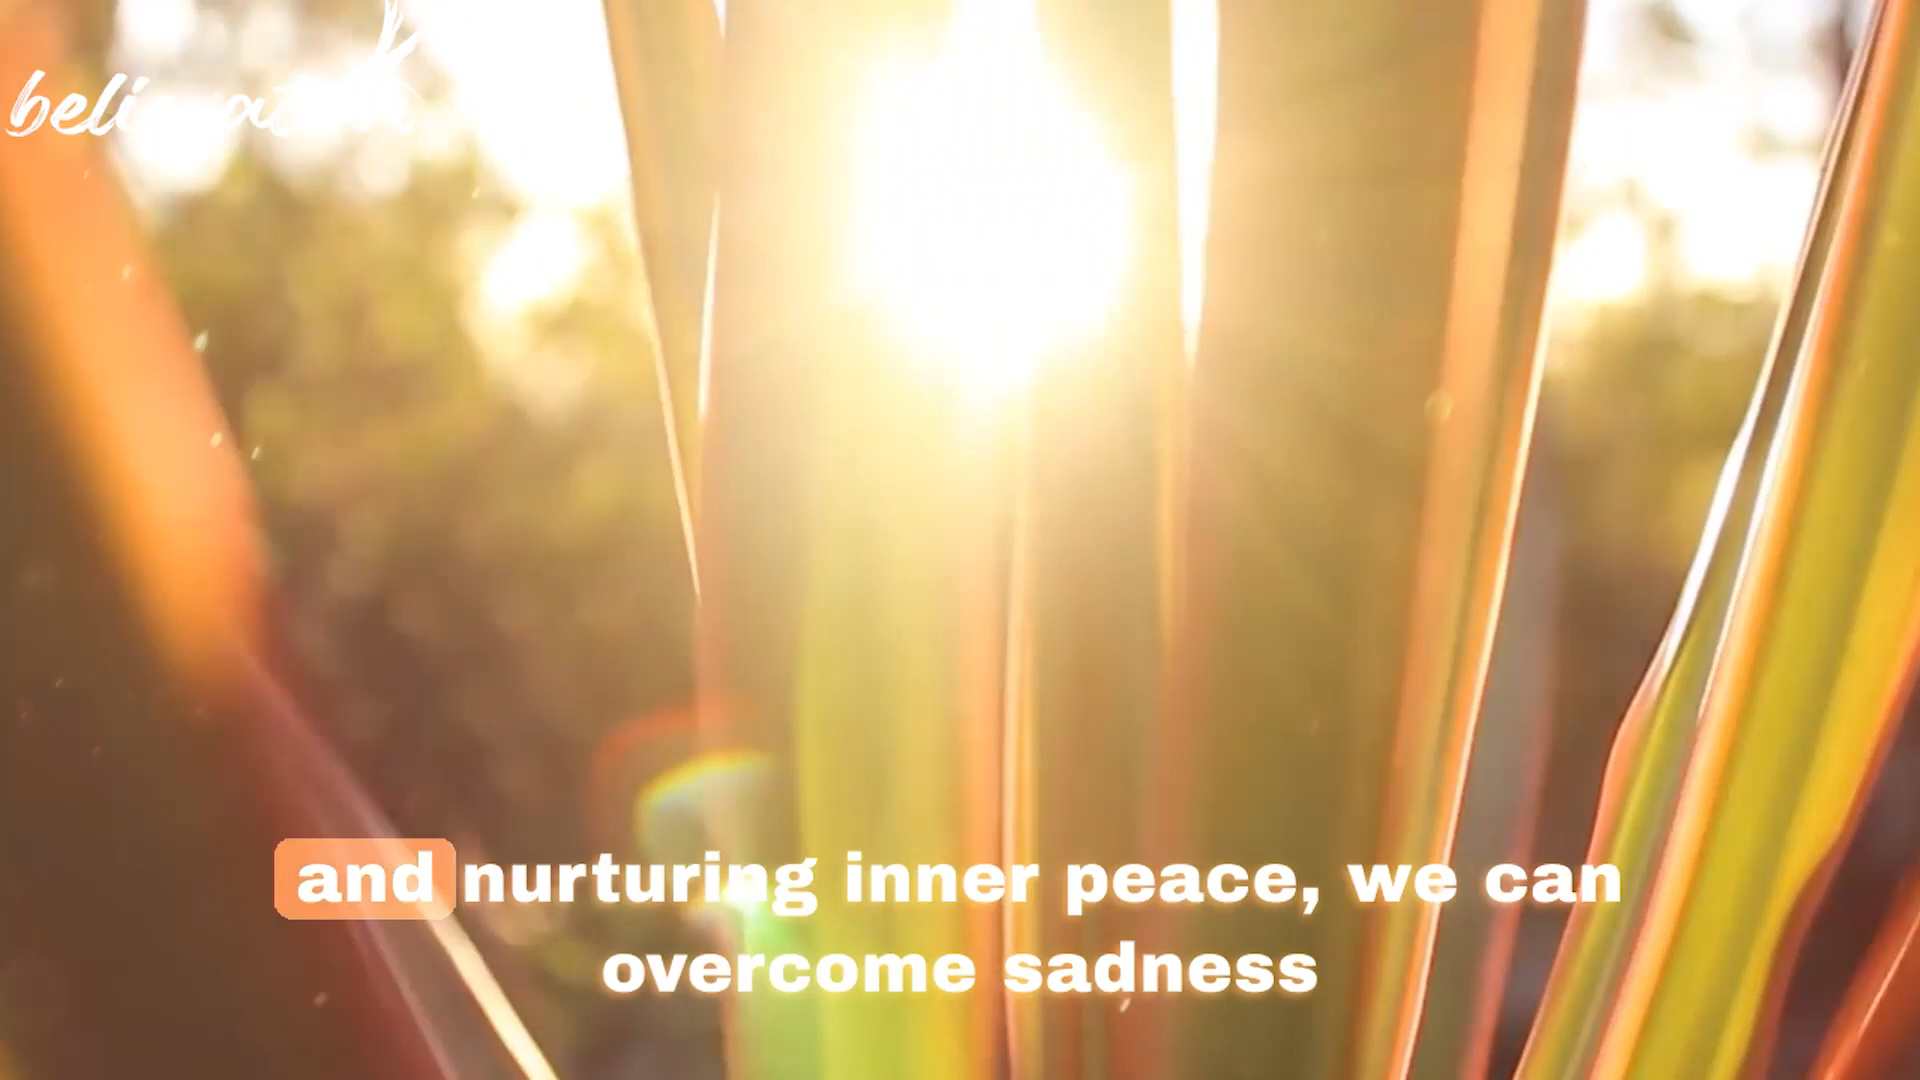 and nurturing inner peace, we can
overcome sadness